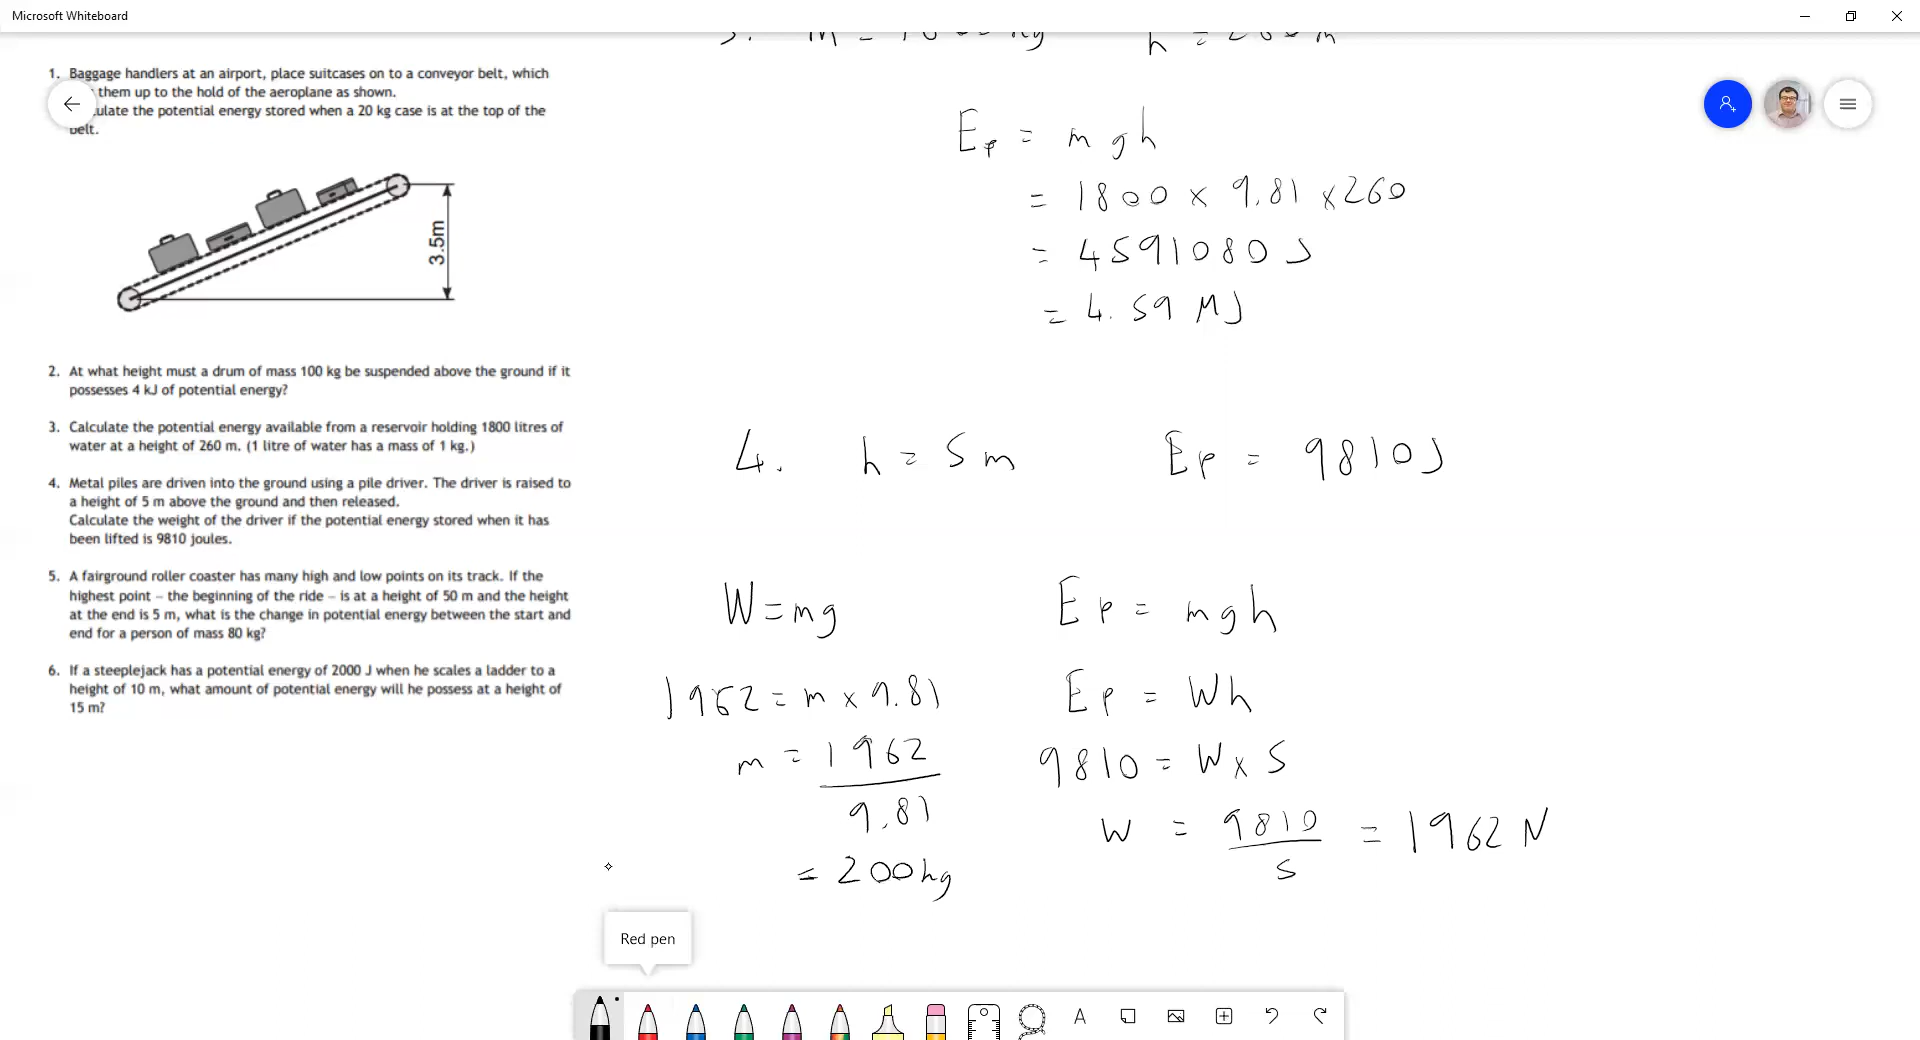 Microsoft Whiteboard
1. Baggage handlers at an airport, place suitcases on to a conveyor belt, which
them up to the hold of the aeroplane as shown.
ulate the potential energy stored when a 20 kg case is at the top of the
belt.
3.5m
2. At what height must a drum of mass 100 kg be suspended above the ground if it
possesses 4 kJ of potential energy?
3. Calculate the potential energy available from a reservoir holding 1800 litres of
water at a height of 260 m. (1 litre of water has a mass of 1 kg.)
4. Metal piles are driven into the ground using a pile driver. The driver is raised to
a height of 5 m above the ground and then released.
Calculate the weight of the driver if the potential energy stored when it has
been lifted is 9810 joules.
5. A fairground roller coaster has many high and low points on its track. If the
highest point – the beginning of the ride – is at a height of 50 m and the height
at the end is 5 m, what is the change in potential energy between the start and
end for a person of mass 80 kg?
6. If a steeplejack has a potential energy of 2000 J when he scales a ladder to a
height of 10 m, what amount of potential energy will he possess at a height of
15 m?
Ep = mgh
= 1800 × 9.81 × 260
= 4591080 J
= 4.59 MJ
4. h = 5 m Ep = 9810 J
W = mg
1962 = m × 9.81
m = 1962
9.81
= 200 kg
Ep = mgh
Ep = Wh
9810 = W × 5
W = 9810 = 1962 N
5
Red pen
A